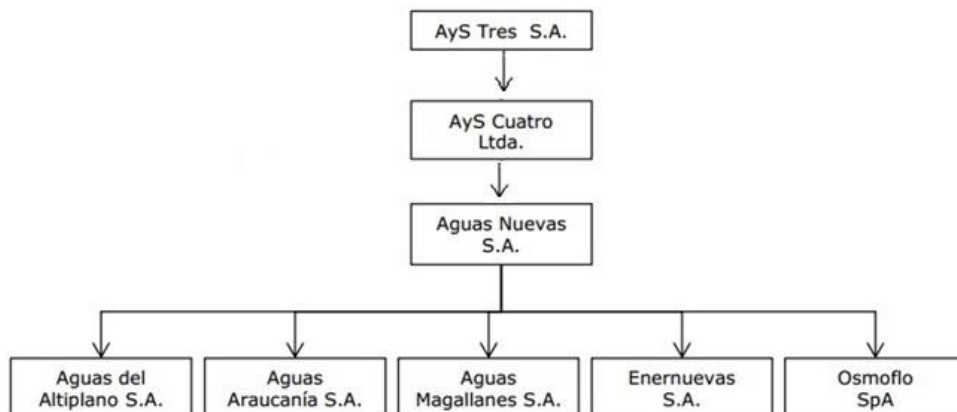 AyS Tres S.A.
AyS Cuatro
Ltda.
Aguas Nuevas
S.A.
Aguas del
Altiplano S.A.
Aguas
Araucanía S.A.
Aguas
Magallanes S.A.
Enernuevas
S.A.
Osmoflo
SpA